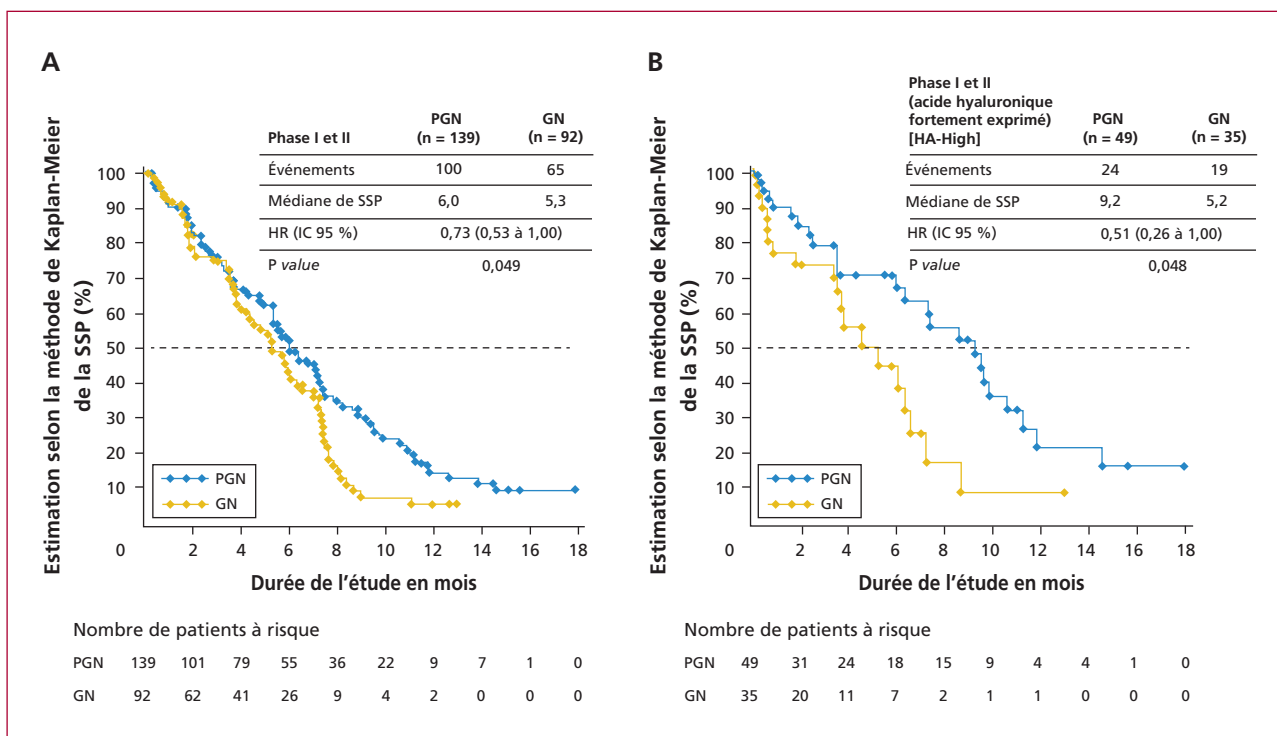 A
Estimation selon la méthode de Kaplan-Meier
de la SSP (%)
Phase I et II PGN (n = 139) GN (n = 92)
Événements 100 65
Médiane de SSP 6,0 5,3
HR (IC 95 %) 0,73 (0,53 à 1,00)
P value 0,049
100
90
80
70
60
50
40
30
20
10
0 2 4 6 8 10 12 14 16 18
PGN
GN
Durée de l'étude en mois
Nombre de patients à risque
PGN 139 101 79 55 36 22 9 7 1 0
GN 92 62 41 26 9 4 2 0 0 0
B
Estimation selon la méthode de Kaplan-Meier
de la SSP (%)
Phase I et II
(acide hyaluronique
fortement exprimé)
[HA-High]
PGN (n = 49) GN (n = 35)
Événements 24 19
Médiane de SSP 9,2 5,2
HR (IC 95 %) 0,51 (0,26 à 1,00)
P value 0,048
100
90
80
70
60
50
40
30
20
10
0 2 4 6 8 10 12 14 16 18
PGN
GN
Durée de l'étude en mois
Nombre de patients à risque
PGN 49 31 24 18 15 9 4 4 1 0
GN 35 20 11 7 2 1 1 0 0 0